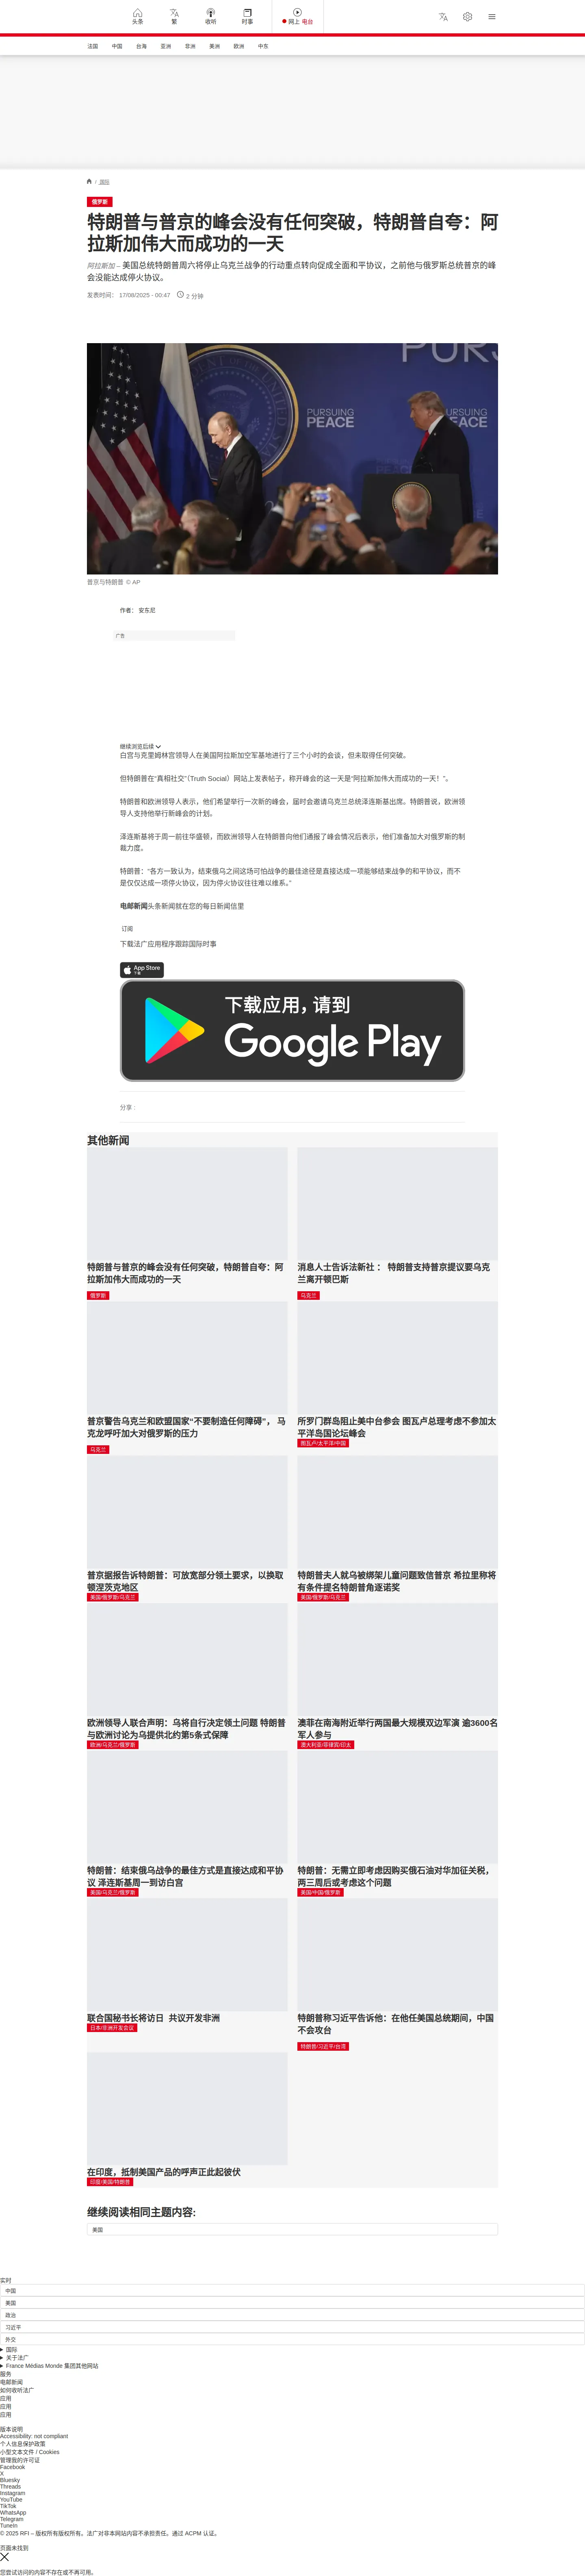 头条
繁
收听
时事
网上 电台
法国
中国
台海
亚洲
非洲
美洲
欧洲
中东
/ 国际
俄罗斯
特朗普与普京的峰会没有任何突破，特朗普自夸：阿
拉斯加伟大而成功的一天
阿拉斯加 – 美国总统特朗普周六将停止乌克兰战争的行动重点转向促成全面和平协议，之前他与俄罗斯总统普京的峰
会没能达成停火协议。
发表时间： 17/08/2025 - 00:47 2 分钟
PURS
PURSUING
PEACE
URSUING
PEACE
普京与特朗普 © AP
作者： 安东尼
广告
继续浏览后续
白宫与克里姆林宫领导人在美国阿拉斯加空军基地进行了三个小时的会谈，但未取得任何突破。
但特朗普在“真相社交”（Truth Social）网站上发表帖子，称开峰会的这一天是“阿拉斯加伟大而成功的一天！”。
特朗普和欧洲领导人表示，他们希望举行一次新的峰会，届时会邀请乌克兰总统泽连斯基出席。特朗普说，欧洲领
导人支持他举行新峰会的计划。
泽连斯基将于周一前往华盛顿，而欧洲领导人在特朗普向他们通报了峰会情况后表示，他们准备加大对俄罗斯的制
裁力度。
特朗普：“各方一致认为，结束俄乌之间这场可怕战争的最佳途径是直接达成一项能够结束战争的和平协议，而不
是仅仅达成一项停火协议，因为停火协议往往难以维系。”
电邮新闻头条新闻就在您的每日新闻信里
订阅
下载法广应用程序跟踪国际时事
App Store
下载
下载应用，请到
Google Play
分享 :
其他新闻
特朗普与普京的峰会没有任何突破，特朗普自夸：阿
拉斯加伟大而成功的一天
俄罗斯
消息人士告诉法新社 ： 特朗普支持普京提议要乌克
兰离开顿巴斯
乌克兰
普京警告乌克兰和欧盟国家“不要制造任何障碍”， 马
克龙呼吁加大对俄罗斯的压力
乌克兰
所罗门群岛阻止美中台参会 图瓦卢总理考虑不参加太
平洋岛国论坛峰会
图瓦卢/太平洋/中国
普京据报告诉特朗普：可放宽部分领土要求，以换取
顿涅茨克地区
美国/俄罗斯/乌克兰
特朗普夫人就乌被绑架儿童问题致信普京 希拉里称将
有条件提名特朗普角逐诺奖
美国/俄罗斯/乌克兰
欧洲领导人联合声明：乌将自行决定领土问题 特朗普
与欧洲讨论为乌提供北约第5条式保障
欧洲/乌克兰/俄罗斯
澳菲在南海附近举行两国最大规模双边军演 逾3600名
军人参与
澳大利亚/菲律宾/印太
特朗普：结束俄乌战争的最佳方式是直接达成和平协
议 泽连斯基周一到访白宫
美国/乌克兰/俄罗斯
特朗普：无需立即考虑因购买俄石油对华加征关税，
两三周后或考虑这个问题
美国/中国/俄罗斯
联合国秘书长将访日 共议开发非洲
日本/非洲开发会议
特朗普称习近平告诉他：在他任美国总统期间，中国
不会攻台
特朗普/习近平/台湾
在印度，抵制美国产品的呼声正此起彼伏
印度/美国/特朗普
继续阅读相同主题内容:
美国
实时
中国
美国
政治
习近平
外交
国际
关于法广
France Médias Monde 集团其他网站
服务
电邮新闻
如何收听法广
应用
应用
应用
版本说明
Accessibility: not compliant
个人信息保护政策
小型文本文件 / Cookies
管理我的许可证
Facebook
X
Bluesky
Threads
Instagram
YouTube
TikTok
WhatsApp
Telegram
TuneIn
© 2025 RFI – 版权所有版权所有。法广对非本网站内容不承担责任。通过 ACPM 认证。
页面未找到
您尝试访问的内容不存在或不再可用。